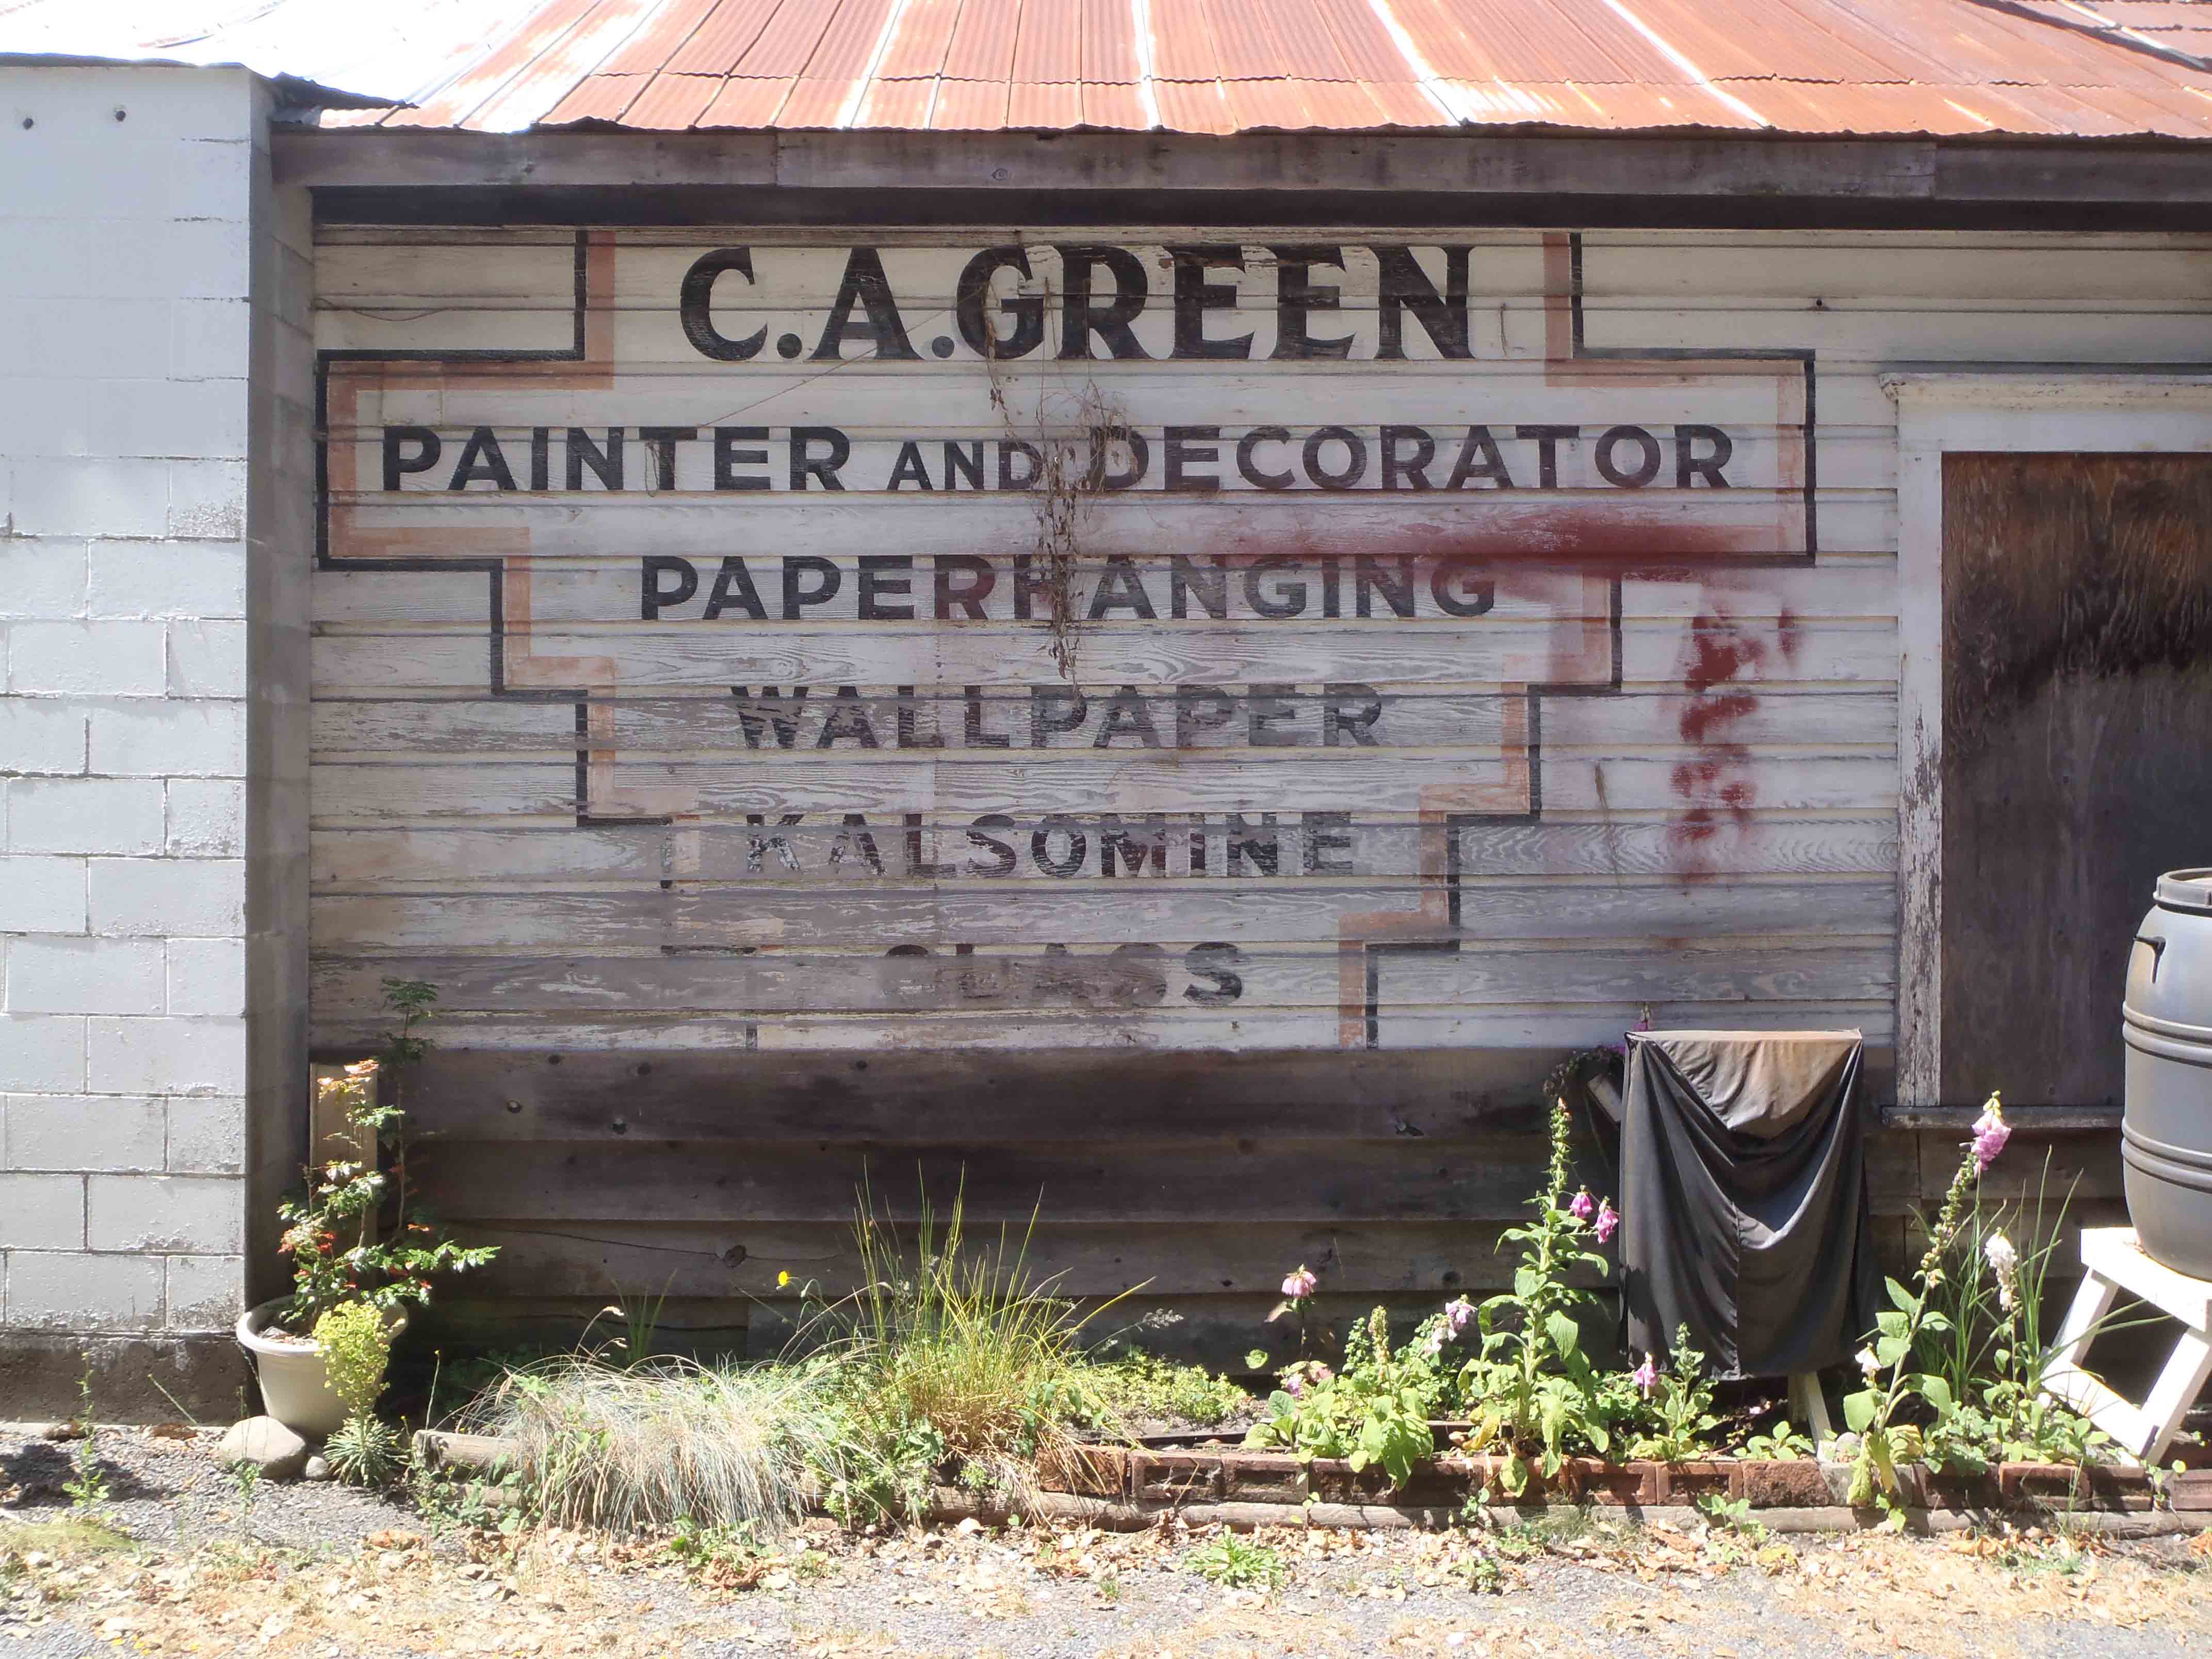 C.A.GREEN
PAINTER AND DECORATOR
PAPERHANGING
WALLPAPER
KALSOMINE
GLASS